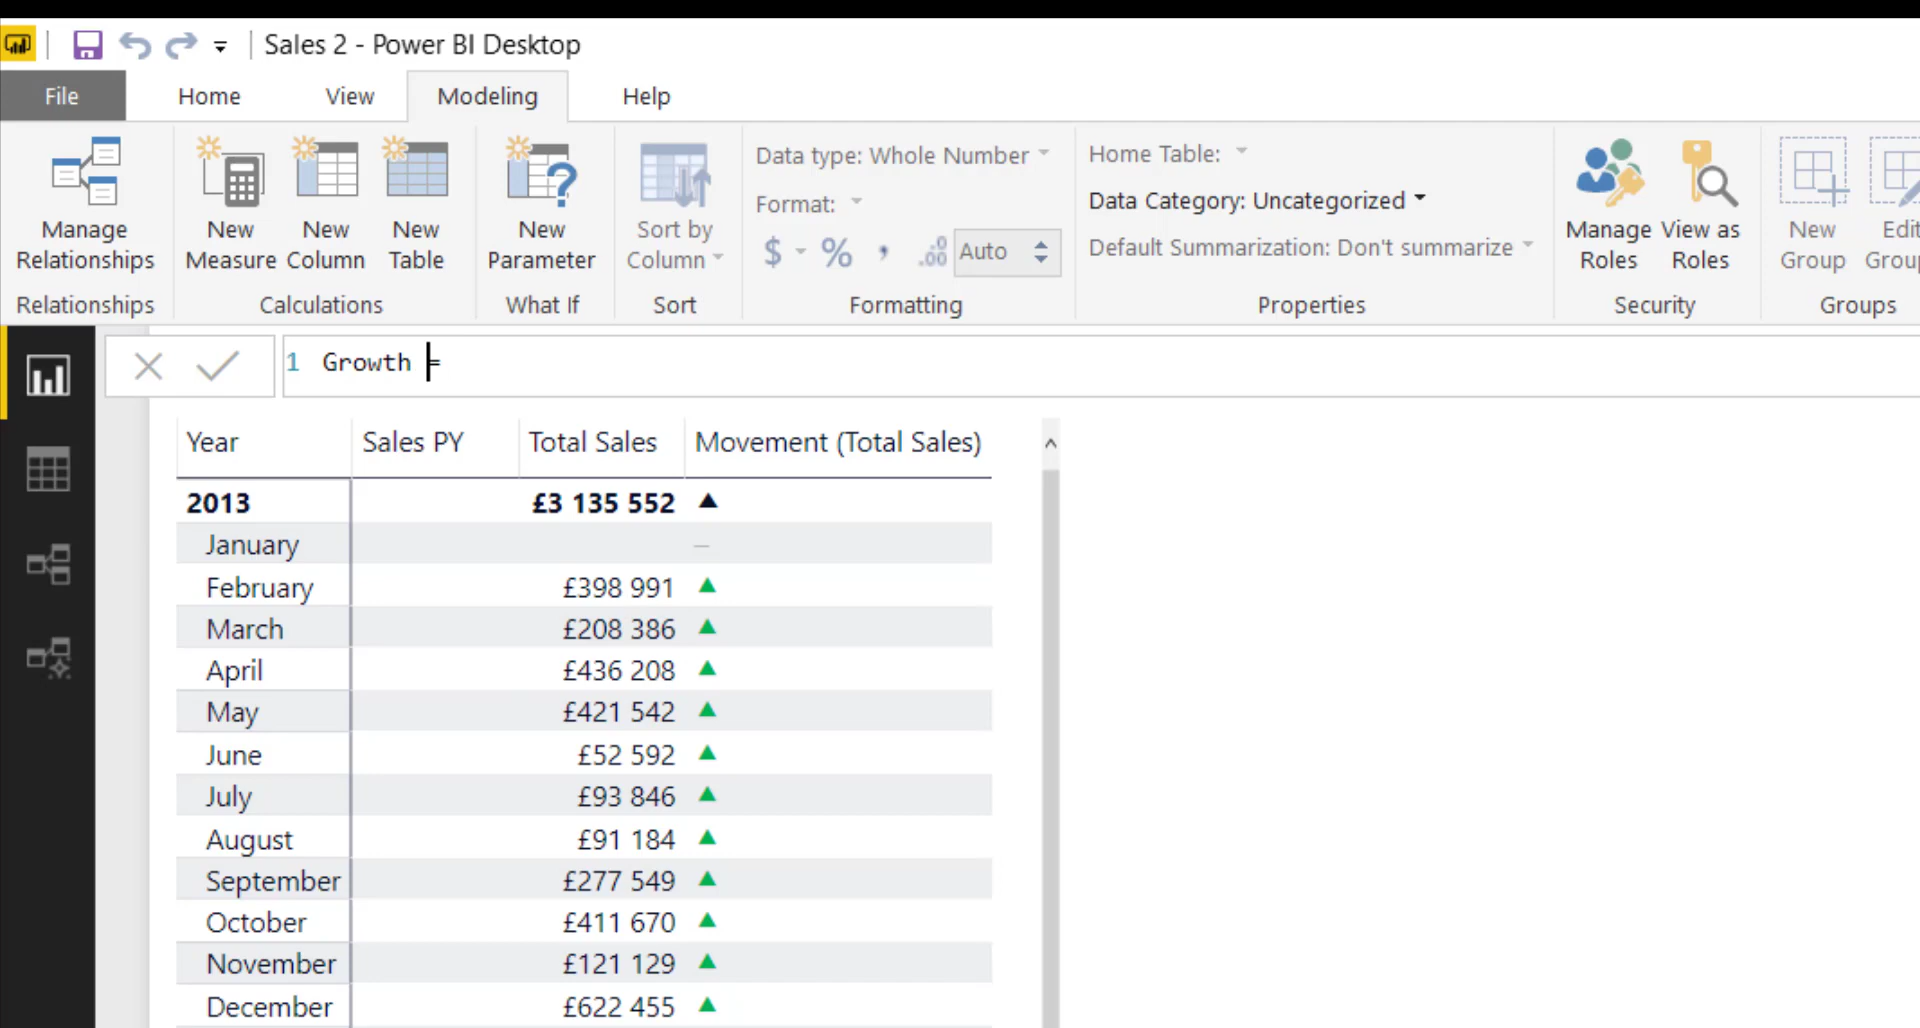 Sales 2 - Power BI Desktop
File Home View Modeling Help
Manage Relationships
Relationships
New Measure
New Column
New Table
Calculations
New Parameter
What If
Sort by Column
Sort
Data type: Whole Number
Format:
$ % , .00 Auto
Formatting
Home Table:
Data Category: Uncategorized
Default Summarization: Don't summarize
Properties
Manage Roles
View as Roles
Security
New Group
Edit
Groups
1 Growth =
Year Sales PY Total Sales Movement (Total Sales)
2013 £3 135 552
January
February £398 991
March £208 386
April £436 208
May £421 542
June £52 592
July £93 846
August £91 184
September £277 549
October £411 670
November £121 129
December £622 455